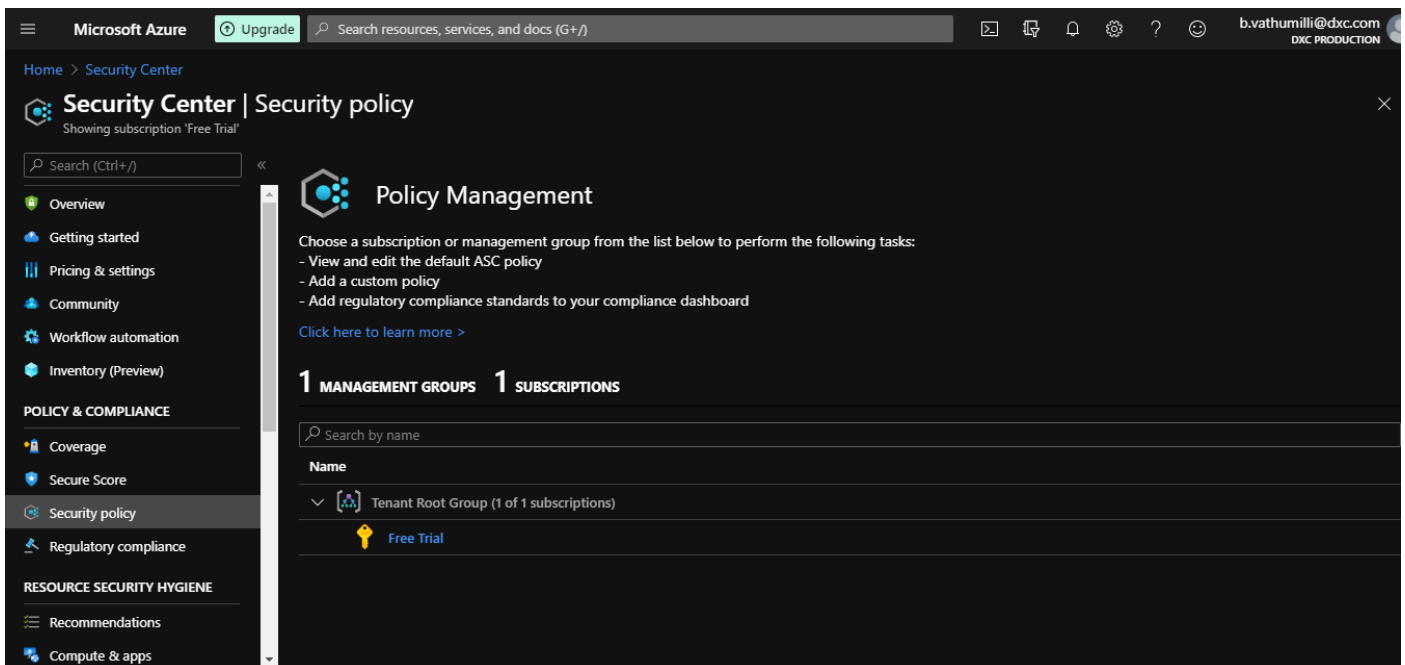 Microsoft Azure
Upgrade
Search resources, services, and docs (G+/)
b.vathumilli@dxc.com
DXC PRODUCTION
Home > Security Center
Security Center | Security policy
Showing subscription 'Free Trial'
Search (Ctrl+/)
«
Overview
Getting started
Pricing & settings
Community
Workflow automation
Inventory (Preview)
POLICY & COMPLIANCE
Coverage
Secure Score
Security policy
Regulatory compliance
RESOURCE SECURITY HYGIENE
Recommendations
Compute & apps
Policy Management
Choose a subscription or management group from the list below to perform the following tasks:
- View and edit the default ASC policy
- Add a custom policy
- Add regulatory compliance standards to your compliance dashboard
Click here to learn more >
1 MANAGEMENT GROUPS 1 SUBSCRIPTIONS
Search by name
Name
Tenant Root Group (1 of 1 subscriptions)
Free Trial